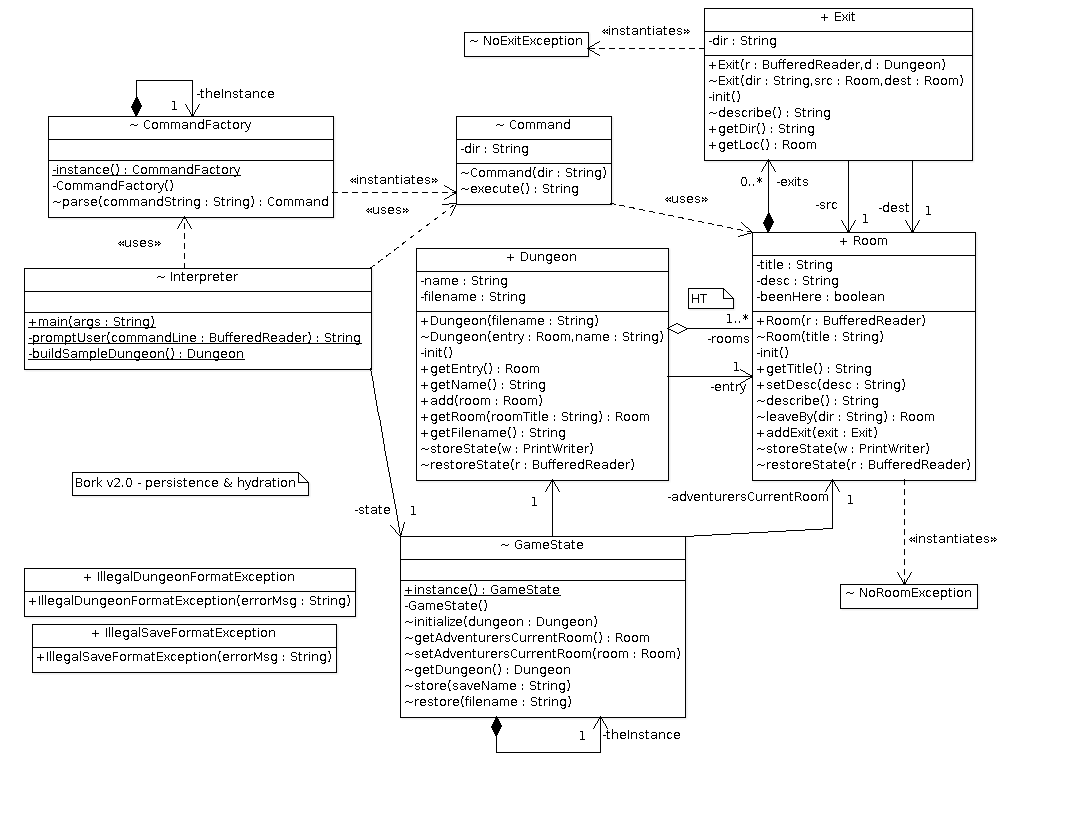 + Exit
-dir : String
+Exit(r : BufferedReader,d : Dungeon)
~Exit(dir : String,src : Room,dest : Room)
-init()
~describe() : String
+getDir() : String
+getLoc() : Room
«instantiates»
~ NoExitException
-theInstance
1
~ CommandFactory
-instance() : CommandFactory
-CommandFactory()
~parse(commandString : String) : Command
«instantiates»
~ Command
-dir : String
~Command(dir : String)
~execute() : String
«uses»
«uses»
«uses»
0..*
-exits
-src
1
-dest
1
~ Interpreter
+main(args : String)
-promptUser(commandLine : BufferedReader) : String
-buildSampleDungeon() : Dungeon
+ Dungeon
-name : String
-filename : String
+Dungeon(filename : String)
~Dungeon(entry : Room,name : String)
-init()
+getEntry() : Room
+getName() : String
+add(room : Room)
+getRoom(roomTitle : String) : Room
+getFilename() : String
~storeState(w : PrintWriter)
~restoreState(r : BufferedReader)
HT
1..*
-rooms
1
-entry
+ Room
-title : String
-desc : String
-beenHere : boolean
+Room(r : BufferedReader)
~Room(title : String)
-init()
+getTitle() : String
+setDesc(desc : String)
~describe() : String
~leaveBy(dir : String) : Room
+addExit(exit : Exit)
~storeState(w : PrintWriter)
~restoreState(r : BufferedReader)
Bork v2.0 - persistence & hydration
-state
1
1
-adventurersCurrentRoom
1
«instantiates»
~ NoRoomException
~ GameState
+instance() : GameState
-GameState()
~initialize(dungeon : Dungeon)
~getAdventurersCurrentRoom() : Room
~setAdventurersCurrentRoom(room : Room)
~getDungeon() : Dungeon
~store(saveName : String)
~restore(filename : String)
1
-theInstance
+ IllegalDungeonFormatException
+IllegalDungeonFormatException(errorMsg : String)
+ IllegalSaveFormatException
+IllegalSaveFormatException(errorMsg : String)